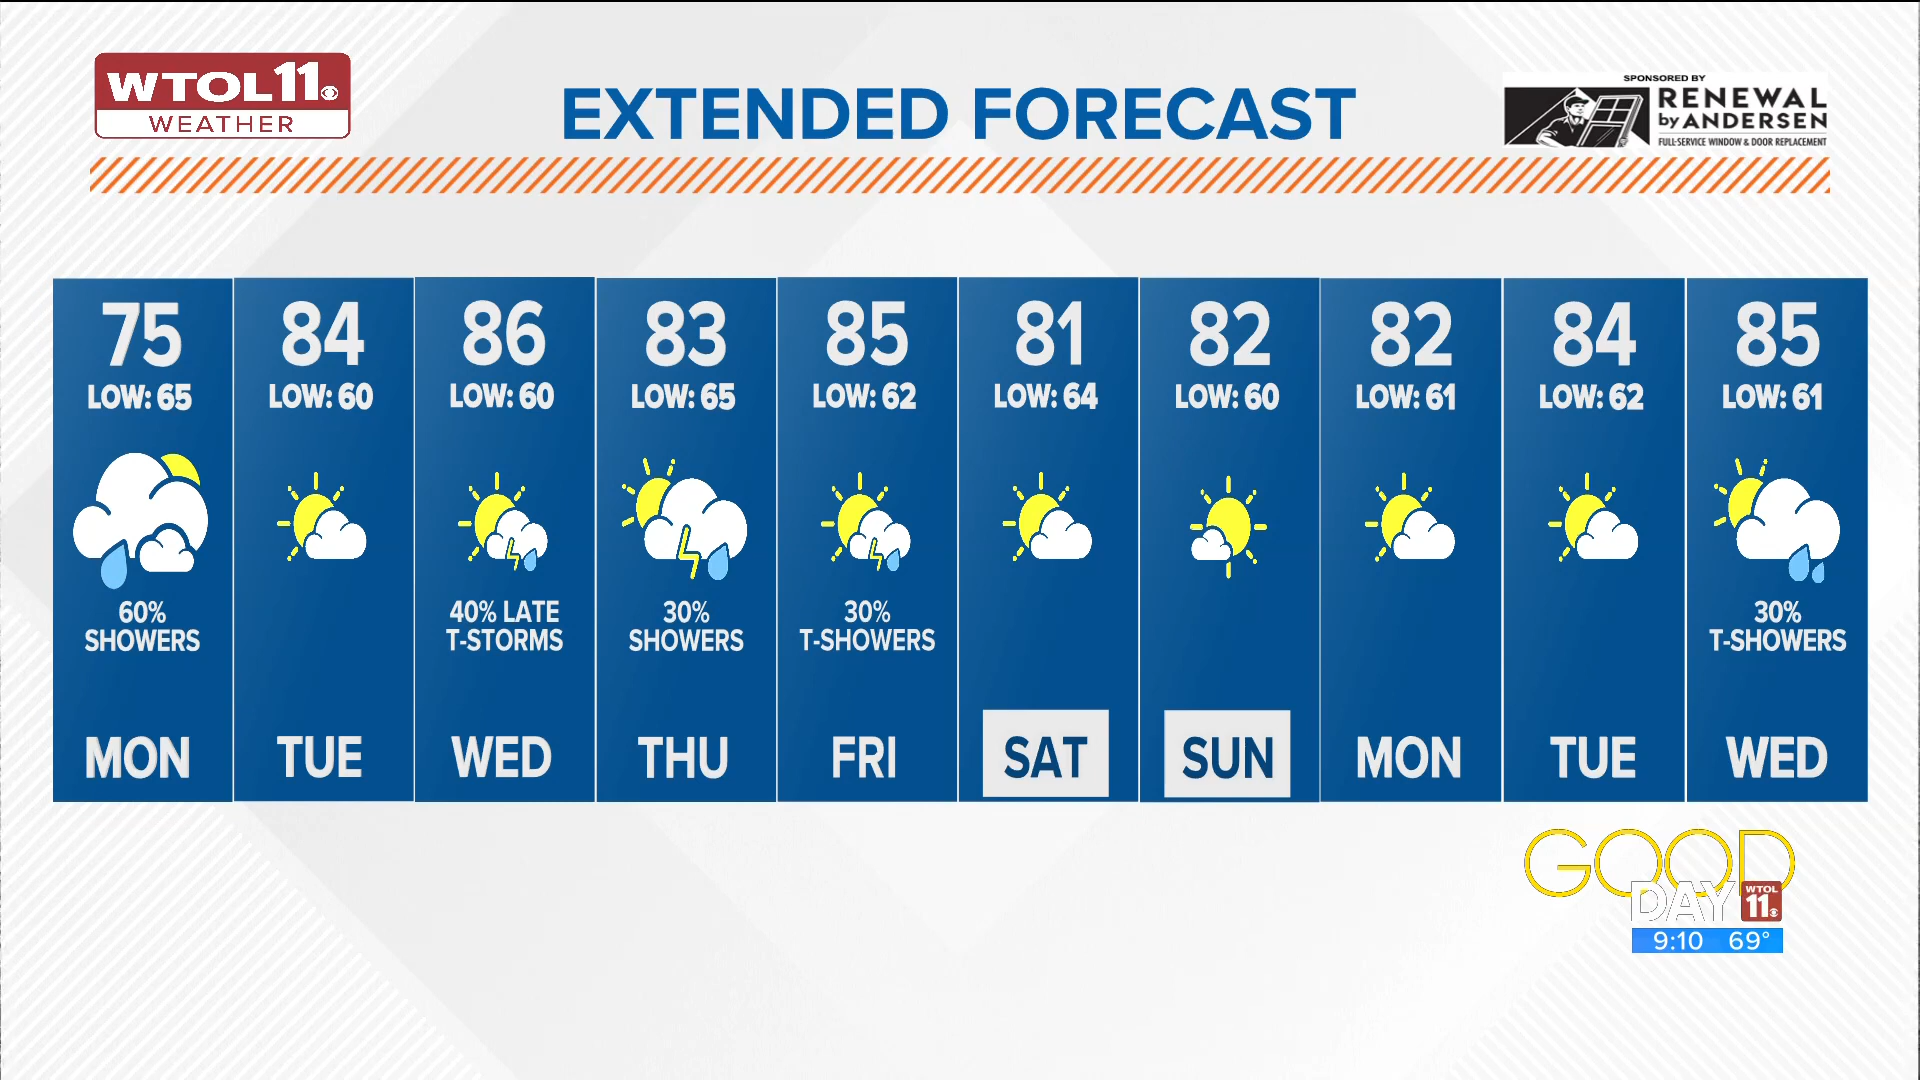 WTOL11
WEATHER
EXTENDED FORECAST
SPONSORED BY
RENEWAL
by ANDERSEN
FULL-SERVICE WINDOW & DOOR REPLACEMENT
75
LOW: 65
60%
SHOWERS
MON
84
LOW: 60
TUE
86
LOW: 60
40% LATE
T-STORMS
WED
83
LOW: 65
30%
SHOWERS
THU
85
LOW: 62
30%
T-SHOWERS
FRI
81
LOW: 64
SAT
82
LOW: 60
SUN
82
LOW: 61
MON
84
LOW: 62
TUE
85
LOW: 61
30%
T-SHOWERS
WED
GOOD
DAY
WTOL
11
9:10 69°